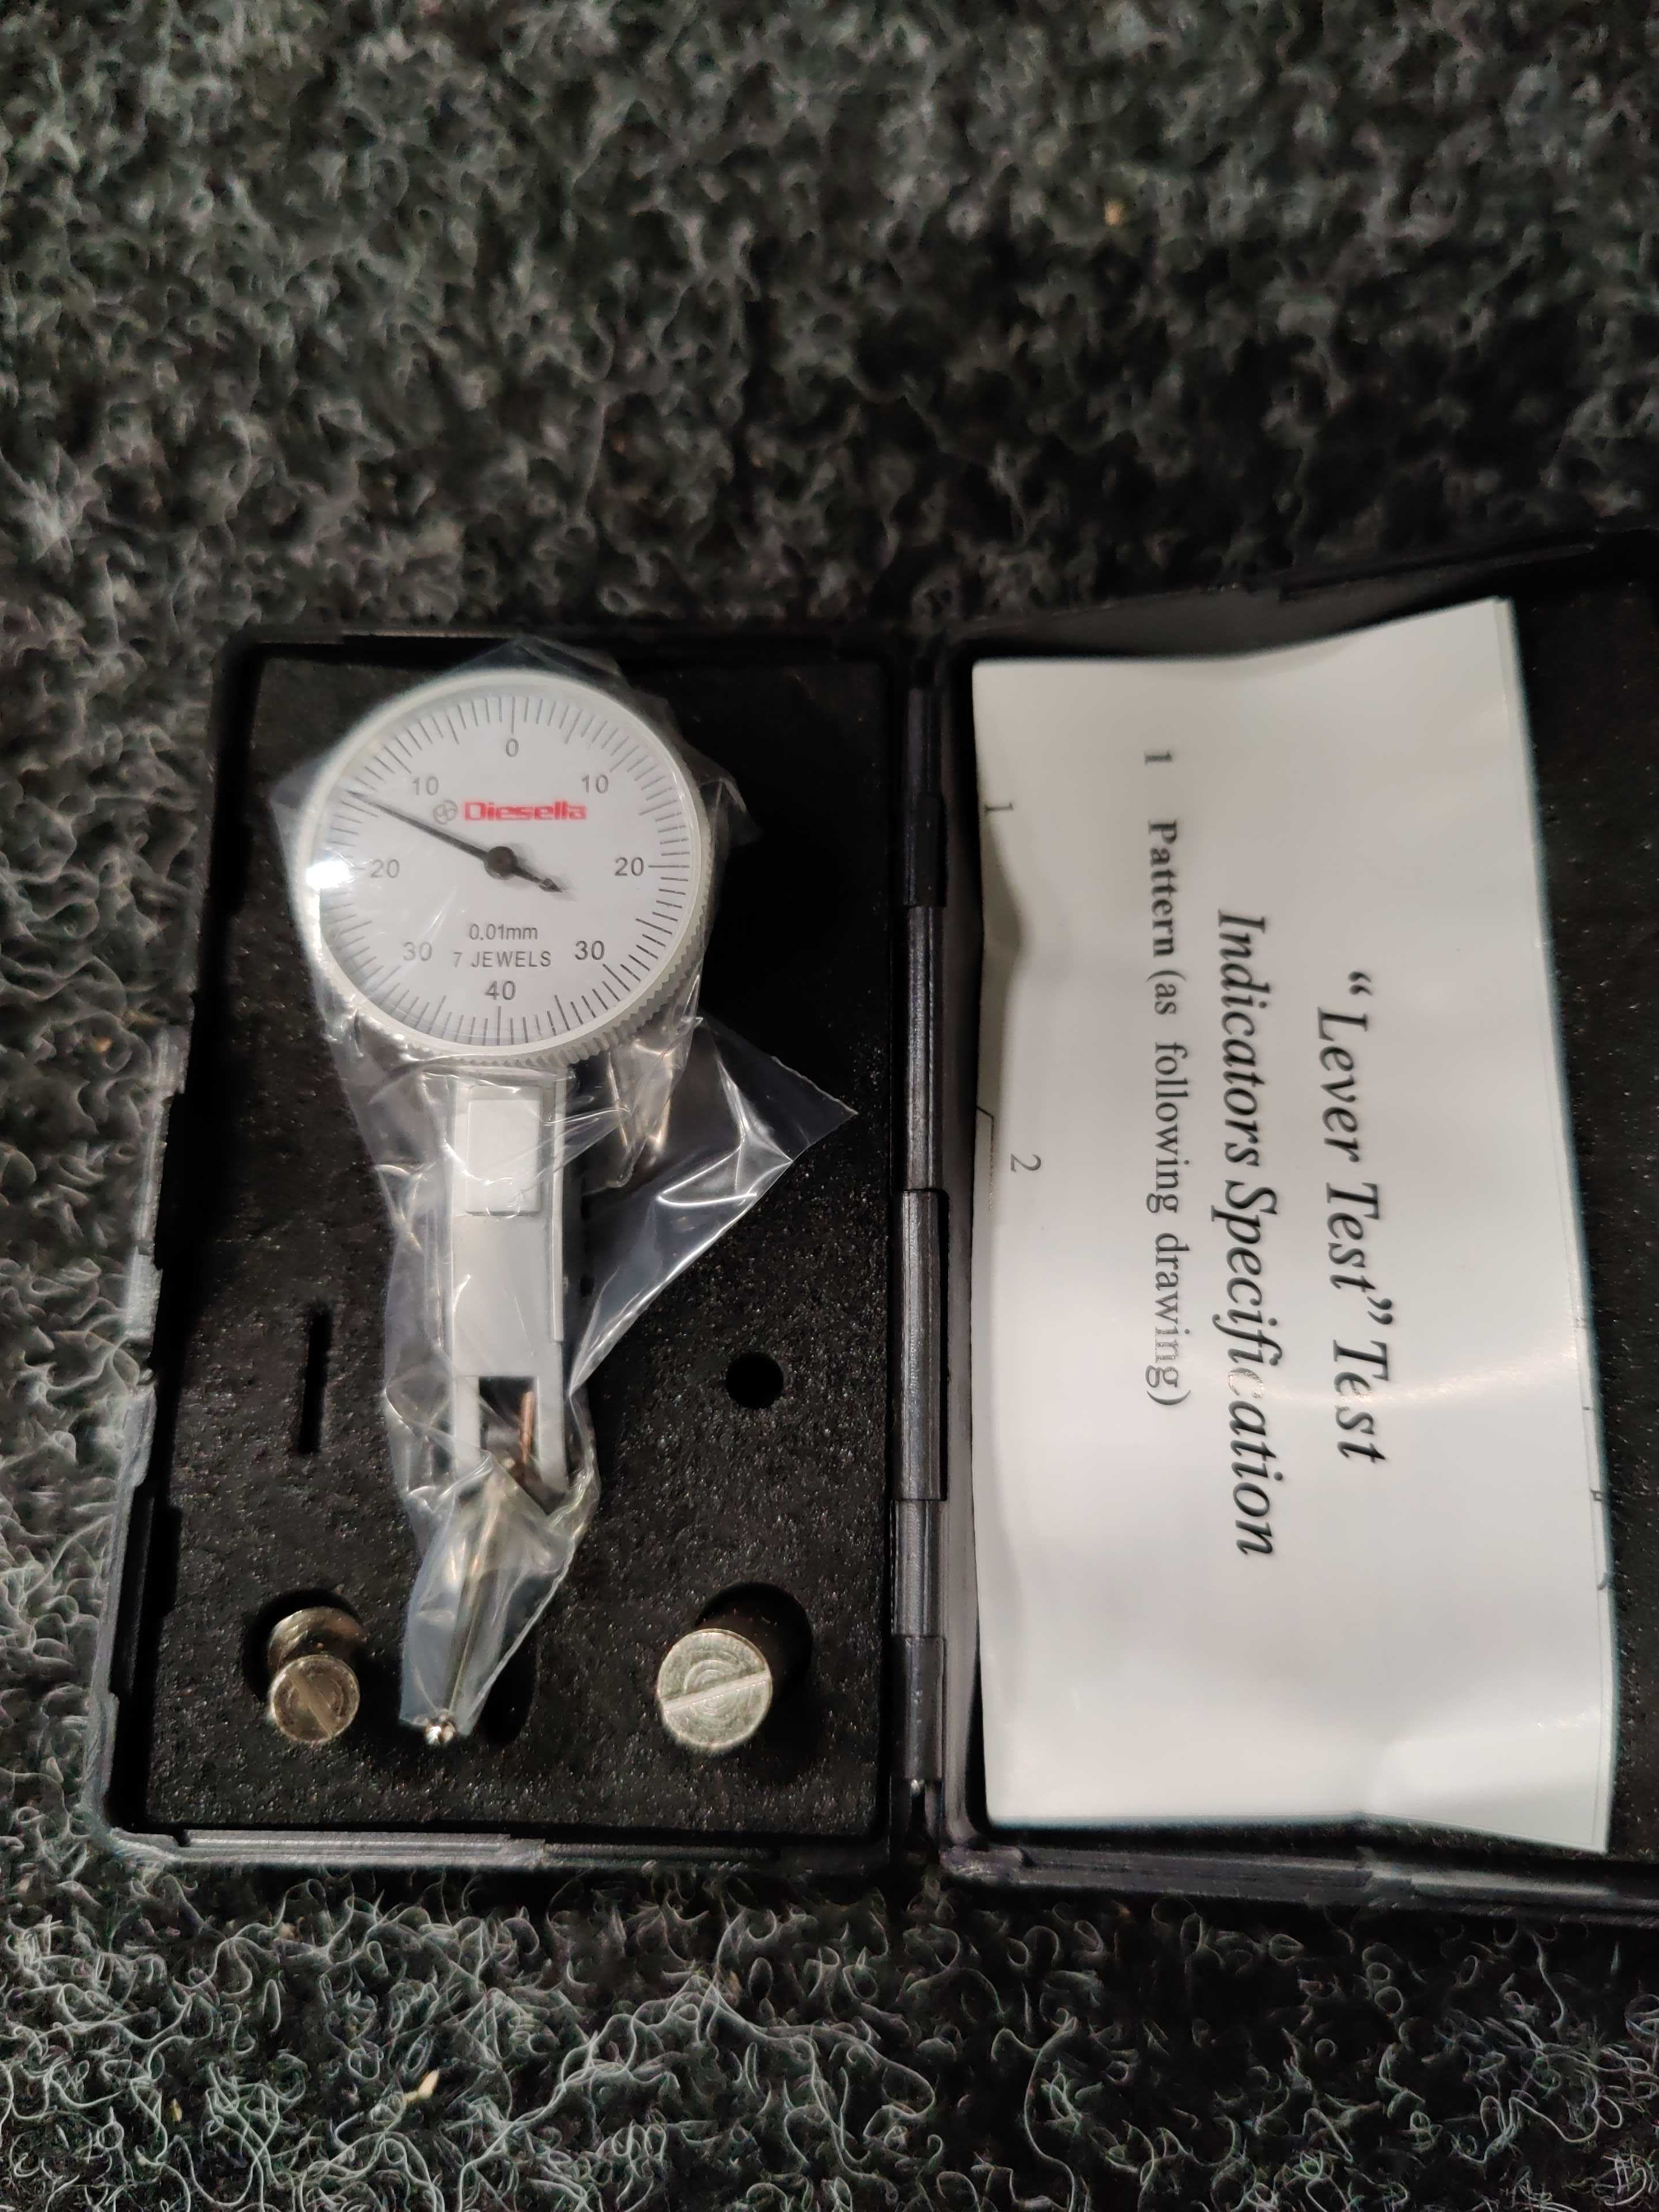 0
10 10
Diesella
20 20
0.01mm
30 7 JEWELS 30
40
“Lever Test” Test
Indicators Specification
1 Pattern (as following drawing)
1 2